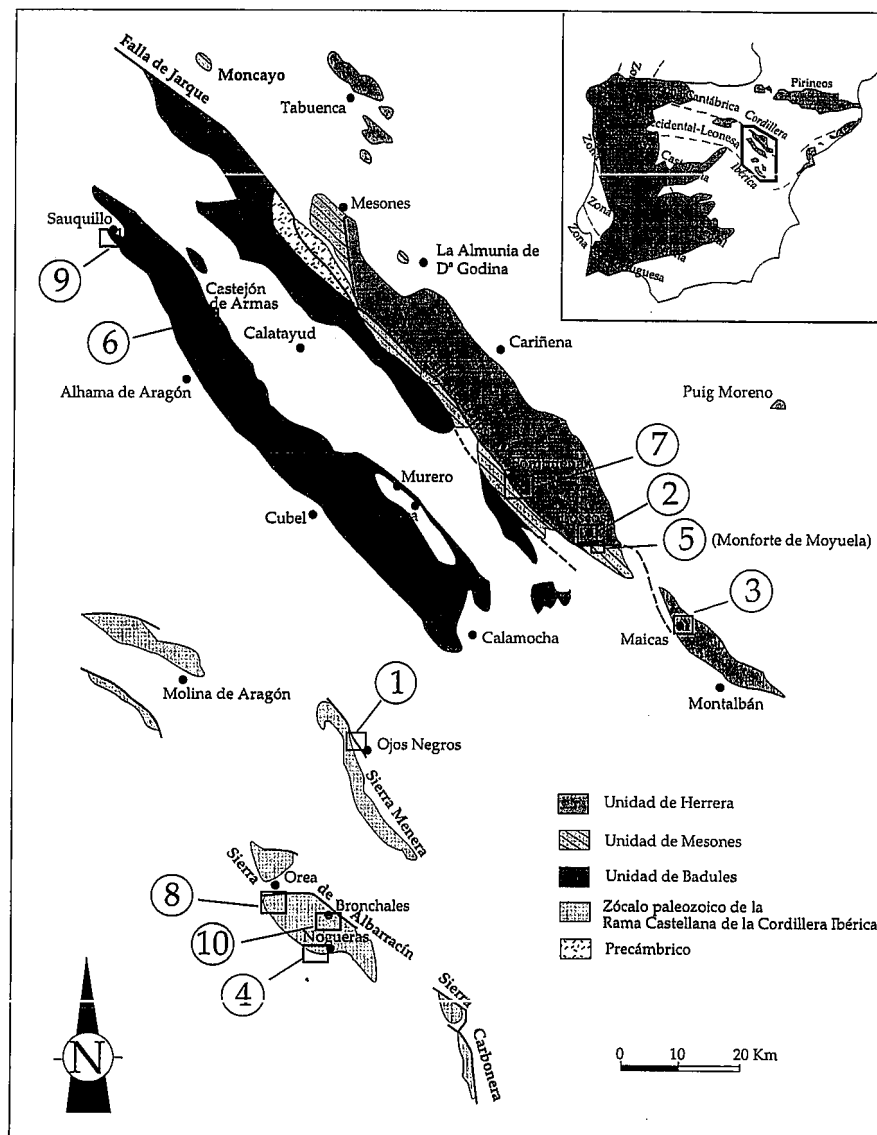 Falla de Jarque
Moncayo
Tabuenca
Pirineos
Cantábrica
Cordillera
Ibérica
Zona
Zona
Zona
Mesones
Sauquillo
9
La Almunia de
Dª Godina
Castejón
de Armas
6
Calatayud
Cariñena
Alhama de Aragón
Puig Moreno
7
Murero
2
Cubel
5 (Monforte de Moyuela)
3
Calamocha
Maicas
Molina de Aragón
1
Montalbán
Ojos Negros
Sierra Menera
Unidad de Herrera
Unidad de Mesones
Unidad de Badules
Zócalo paleozoico de la
Rama Castellana de la Cordillera Ibérica
Precámbrico
Sierra de Albarracín
Orea
8
Bronchales
10
Nogueras
4
Sierra
Carbonera
N
0 10 20 Km